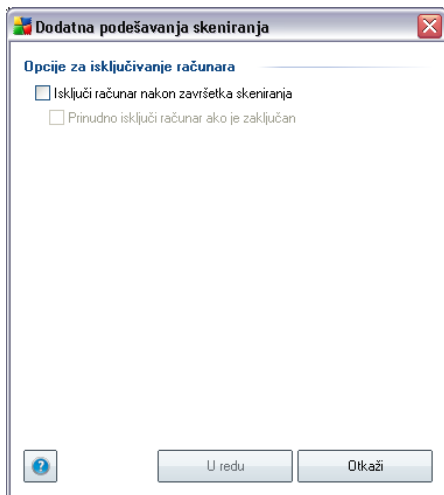 Dodatna podešavanja skeniranja
Opcije za isključivanje računara
Isključi računar nakon završetka skeniranja
Prinudno isključi računar ako je zaključan
U redu
Otkaži